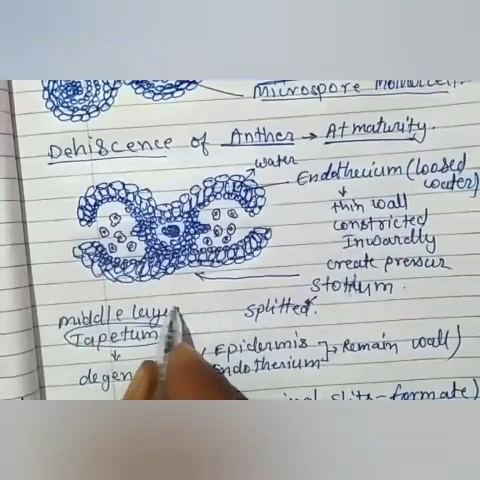 Microspore
Dehiscence of Anther → At maturity.
water
Endothecium (loosed
water)
↓
thin wall
constricted
Inwardly
create pressur
Stomium.
splitted.
middle laye
(Tapetum
↓
degen
Epidermis
Endothecium ] → Remain wall)
slits - formate)